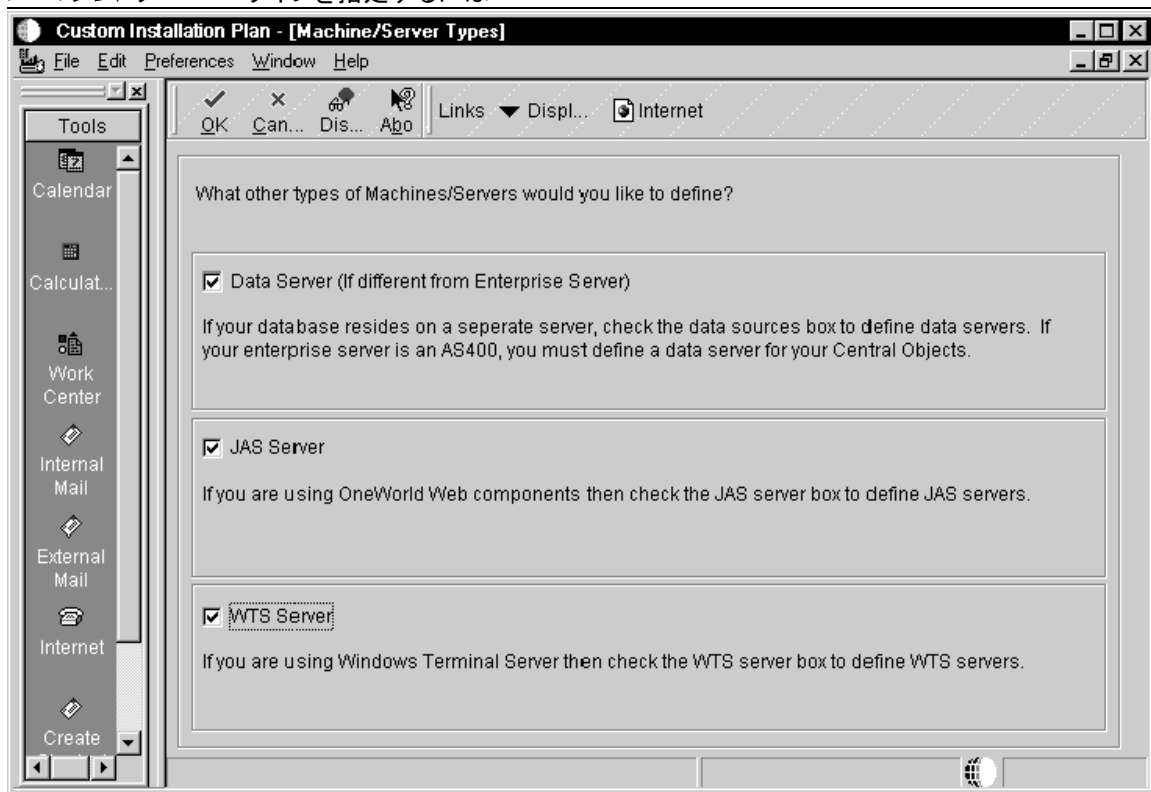 Custom Installation Plan - [Machine/Server Types]
File Edit Preferences Window Help
Tools
OK Can... Dis... Abo Links Displ... Internet
Calendar
Calculat...
Work
Center
Internal
Mail
External
Mail
Internet
Create
What other types of Machines/Servers would you like to define?
Data Server (If different from Enterprise Server)
If your database resides on a seperate server, check the data sources box to define data servers. If
your enterprise server is an AS400, you must define a data server for your Central Objects.
JAS Server
If you are using OneWorld Web components then check the JAS server box to define JAS servers.
WTS Server
If you are using Windows Terminal Server then check the WTS server box to define WTS servers.